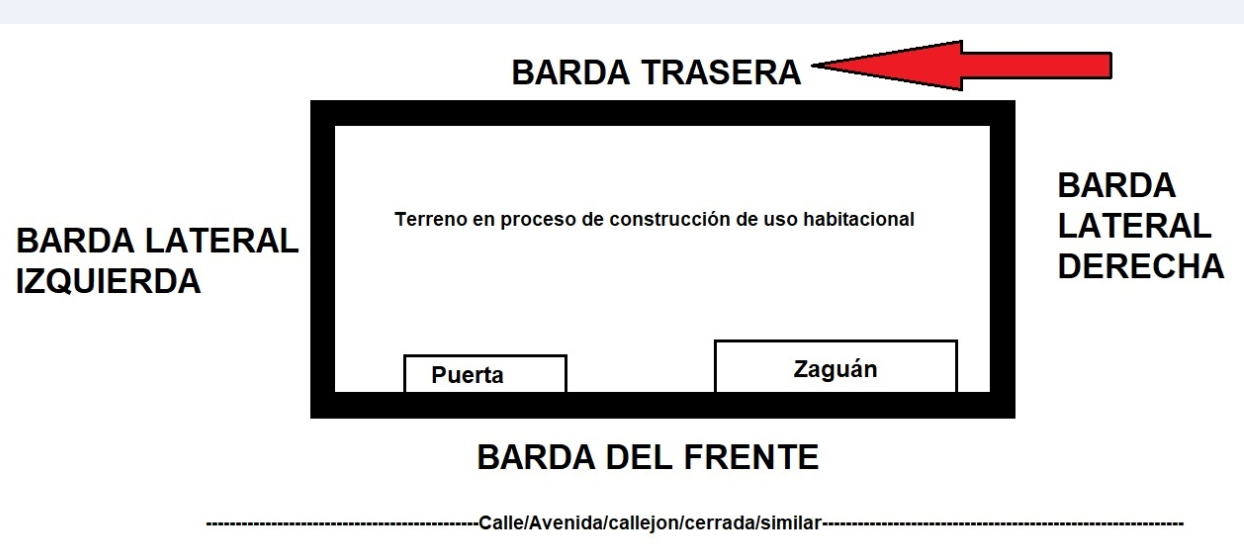 BARDA TRASERA
Terreno en proceso de construcción de uso habitacional
BARDA LATERAL
IZQUIERDA
BARDA
LATERAL
DERECHA
Puerta
Zaguán
BARDA DEL FRENTE
----------------------------------------------Calle/Avenida/callejon/cerrada/similar-------------------------------------------------------------